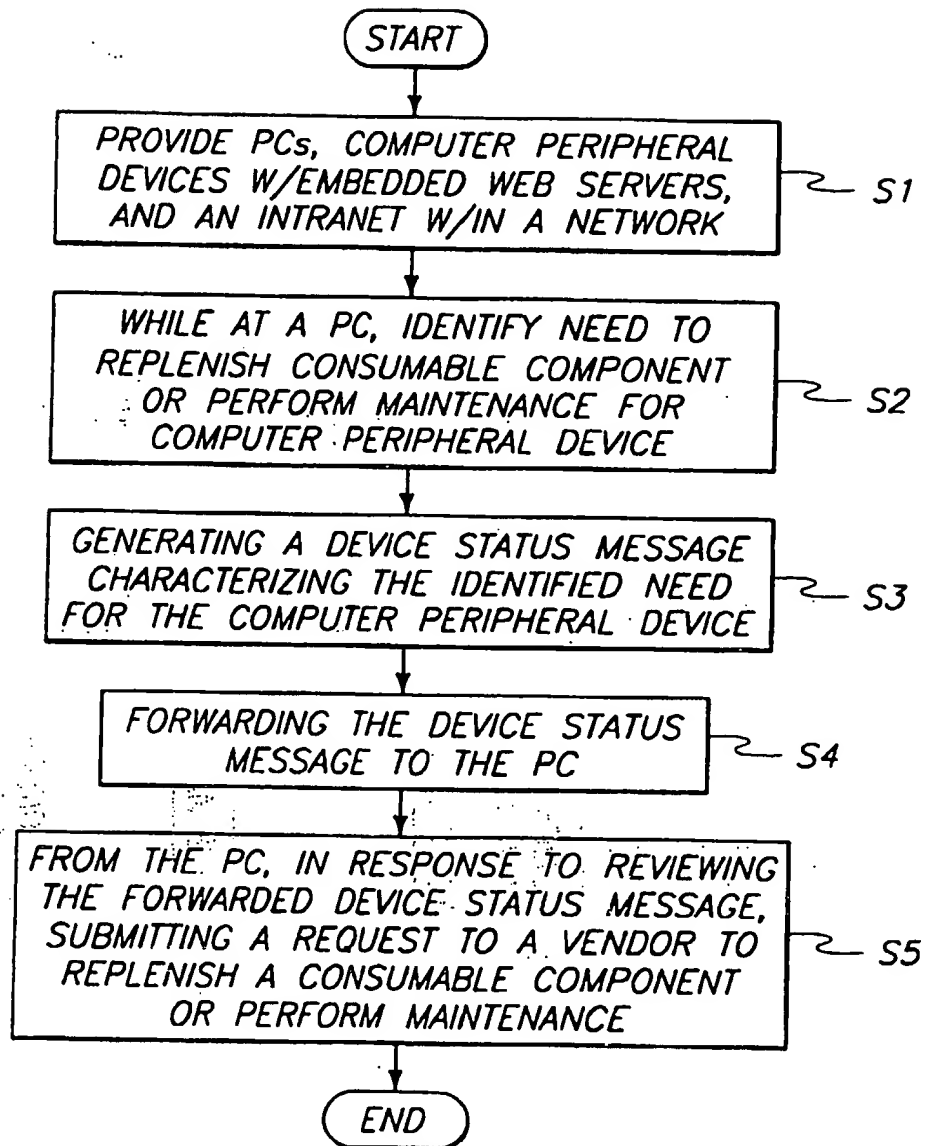 START
PROVIDE PCs, COMPUTER PERIPHERAL
DEVICES W/EMBEDDED WEB SERVERS,
AND AN INTRANET W/IN A NETWORK
S1
WHILE AT A PC, IDENTIFY NEED TO
REPLENISH CONSUMABLE COMPONENT
OR PERFORM MAINTENANCE FOR
COMPUTER PERIPHERAL DEVICE
S2
GENERATING A DEVICE STATUS MESSAGE
CHARACTERIZING THE IDENTIFIED NEED
FOR THE COMPUTER PERIPHERAL DEVICE
S3
FORWARDING THE DEVICE STATUS
MESSAGE TO THE PC
S4
FROM THE PC, IN RESPONSE TO REVIEWING
THE FORWARDED DEVICE STATUS MESSAGE,
SUBMITTING A REQUEST TO A VENDOR TO
REPLENISH A CONSUMABLE COMPONENT
OR PERFORM MAINTENANCE
S5
END